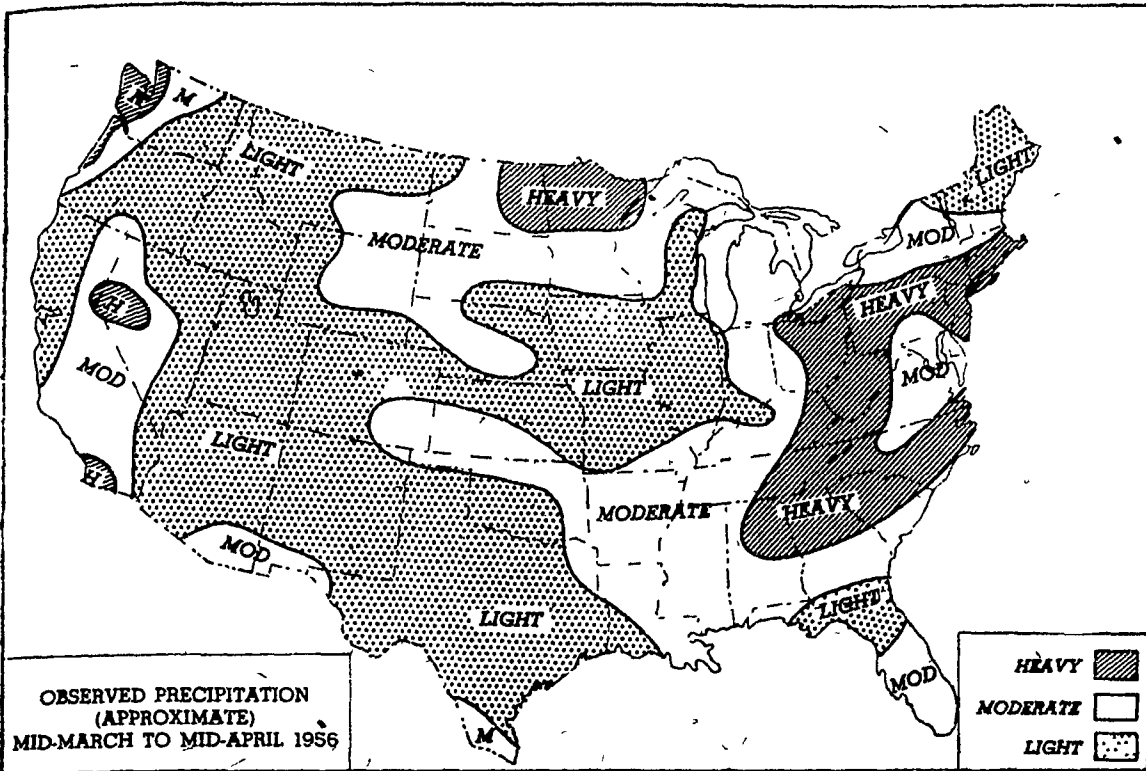 H
M
LIGHT
HEAVY
LIGHT
MODERATE
MOD
HEAVY
H
MOD
LIGHT
MOD
LIGHT
MODERATE
HEAVY
H
MOD
LIGHT
LIGHT
MOD
M
OBSERVED PRECIPITATION
(APPROXIMATE)
MID-MARCH TO MID-APRIL 1956
HEAVY
MODERATE
LIGHT